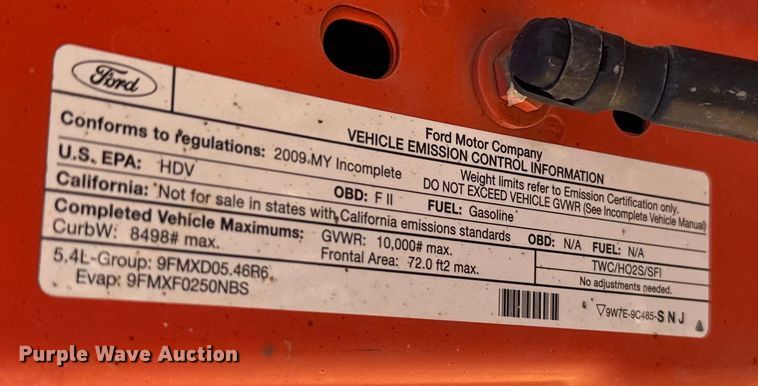 Ford
Ford Motor Company
VEHICLE EMISSION CONTROL INFORMATION
Conforms to regulations: 2009 MY Incomplete
Weight limits refer to Emission Certification only.
DO NOT EXCEED VEHICLE GVWR (See Incomplete Vehicle Manual)
U.S. EPA: HDV OBD: F II FUEL: Gasoline
California: Not for sale in states with California emissions standards OBD: N/A FUEL: N/A
Completed Vehicle Maximums: GVWR: 10,000# max.
CurbW: 8498# max. Frontal Area: 72.0 ft2 max.
TWC/HO2S/SFI
No adjustments needed.
5.4L-Group: 9FMXD05.46R6
Evap: 9FMXF0250NBS
9W7E-9C485-S N J
Purple Wave Auction